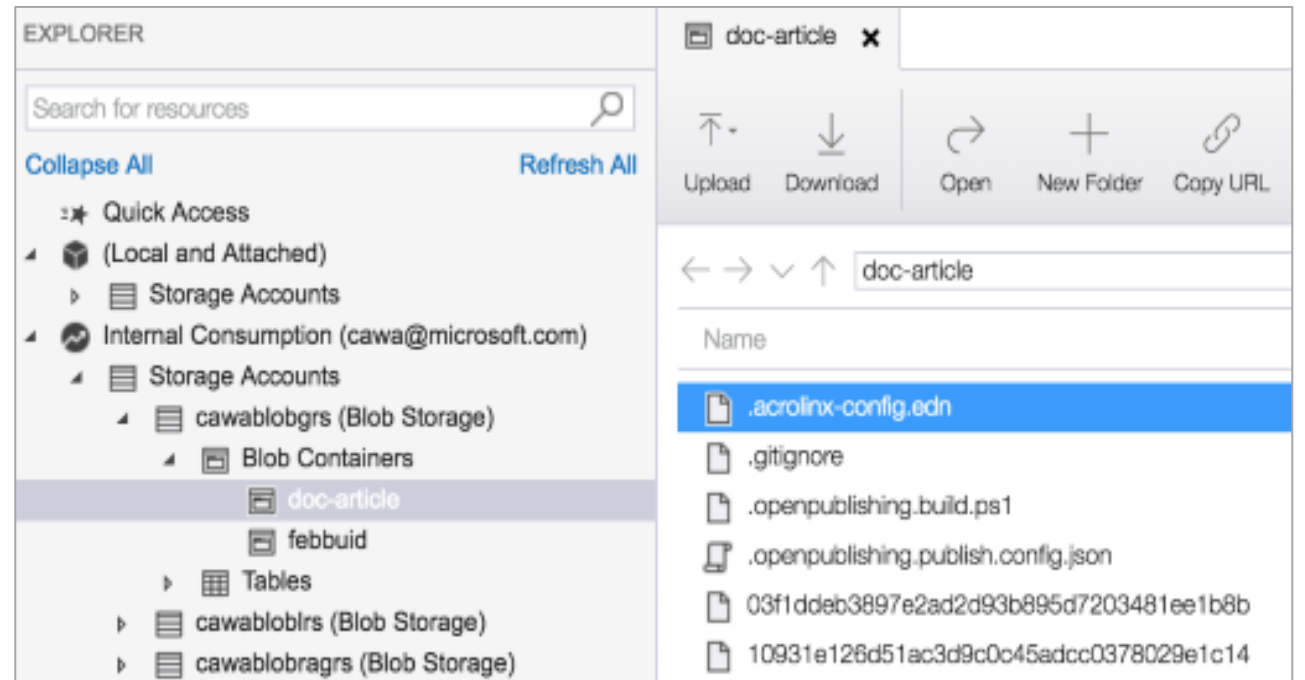 EXPLORER
Search for resources
Collapse All
Refresh All
Quick Access
(Local and Attached)
Storage Accounts
Internal Consumption (cawa@microsoft.com)
Storage Accounts
cawablobgrs (Blob Storage)
Blob Containers
doc-article
febbuid
Tables
cawabloblrs (Blob Storage)
cawablobragrs (Blob Storage)
doc-article
Upload Download Open New Folder Copy URL
doc-article
Name
.acrolinx-config.edn
.gitignore
.openpublishing.build.ps1
.openpublishing.publish.config.json
03f1ddeb3897e2ad2d93b895d7203481ee1b8b
10931e126d51ac3d9c0c45adcc0378029e1c14